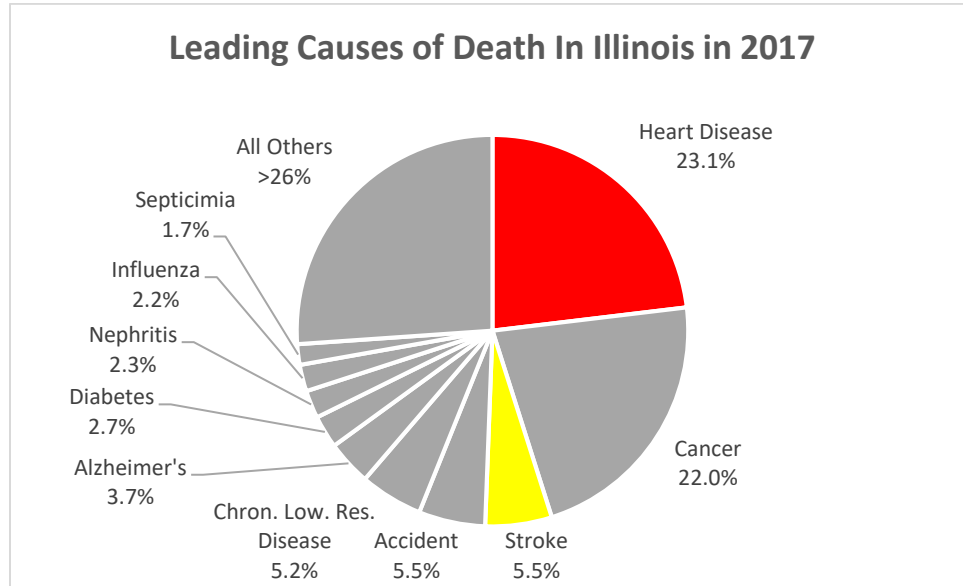 Leading Causes of Death In Illinois in 2017
Heart Disease
23.1%
Cancer
22.0%
Stroke
5.5%
Accident
5.5%
Chron. Low. Res.
Disease
5.2%
Alzheimer's
3.7%
Diabetes
2.7%
Nephritis
2.3%
Influenza
2.2%
Septicimia
1.7%
All Others
>26%